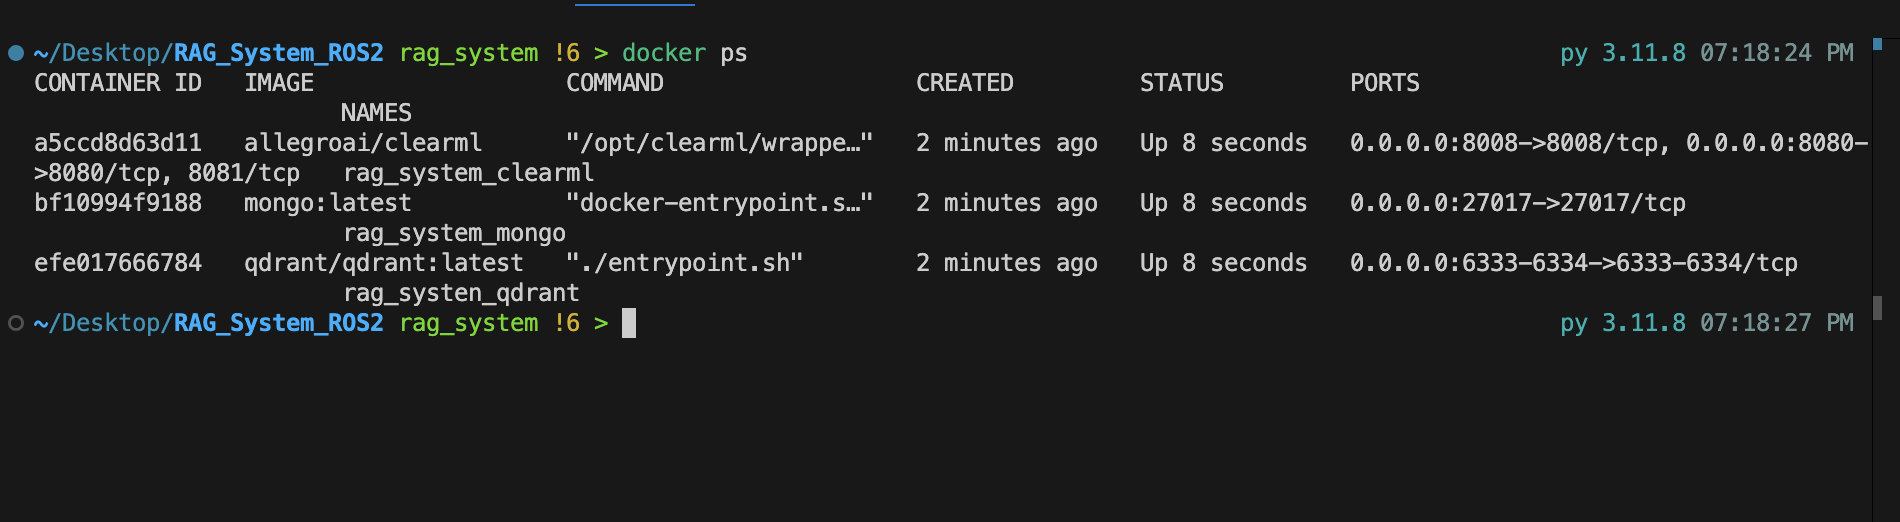 ~/Desktop/RAG_System_ROS2 rag_system !6 > docker ps py 3.11.8 07:18:24 PM
CONTAINER ID IMAGE COMMAND CREATED STATUS PORTS
NAMES
a5ccd8d63d11 allegroai/clearml "/opt/clearml/wrappe…" 2 minutes ago Up 8 seconds 0.0.0.0:8008->8008/tcp, 0.0.0.0:8080-
>8080/tcp, 8081/tcp rag_system_clearml
bf10994f9188 mongo:latest "docker-entrypoint.s…" 2 minutes ago Up 8 seconds 0.0.0.0:27017->27017/tcp
rag_system_mongo
efe017666784 qdrant/qdrant:latest "./entrypoint.sh" 2 minutes ago Up 8 seconds 0.0.0.0:6333-6334->6333-6334/tcp
rag_systen_qdrant
~/Desktop/RAG_System_ROS2 rag_system !6 > py 3.11.8 07:18:27 PM